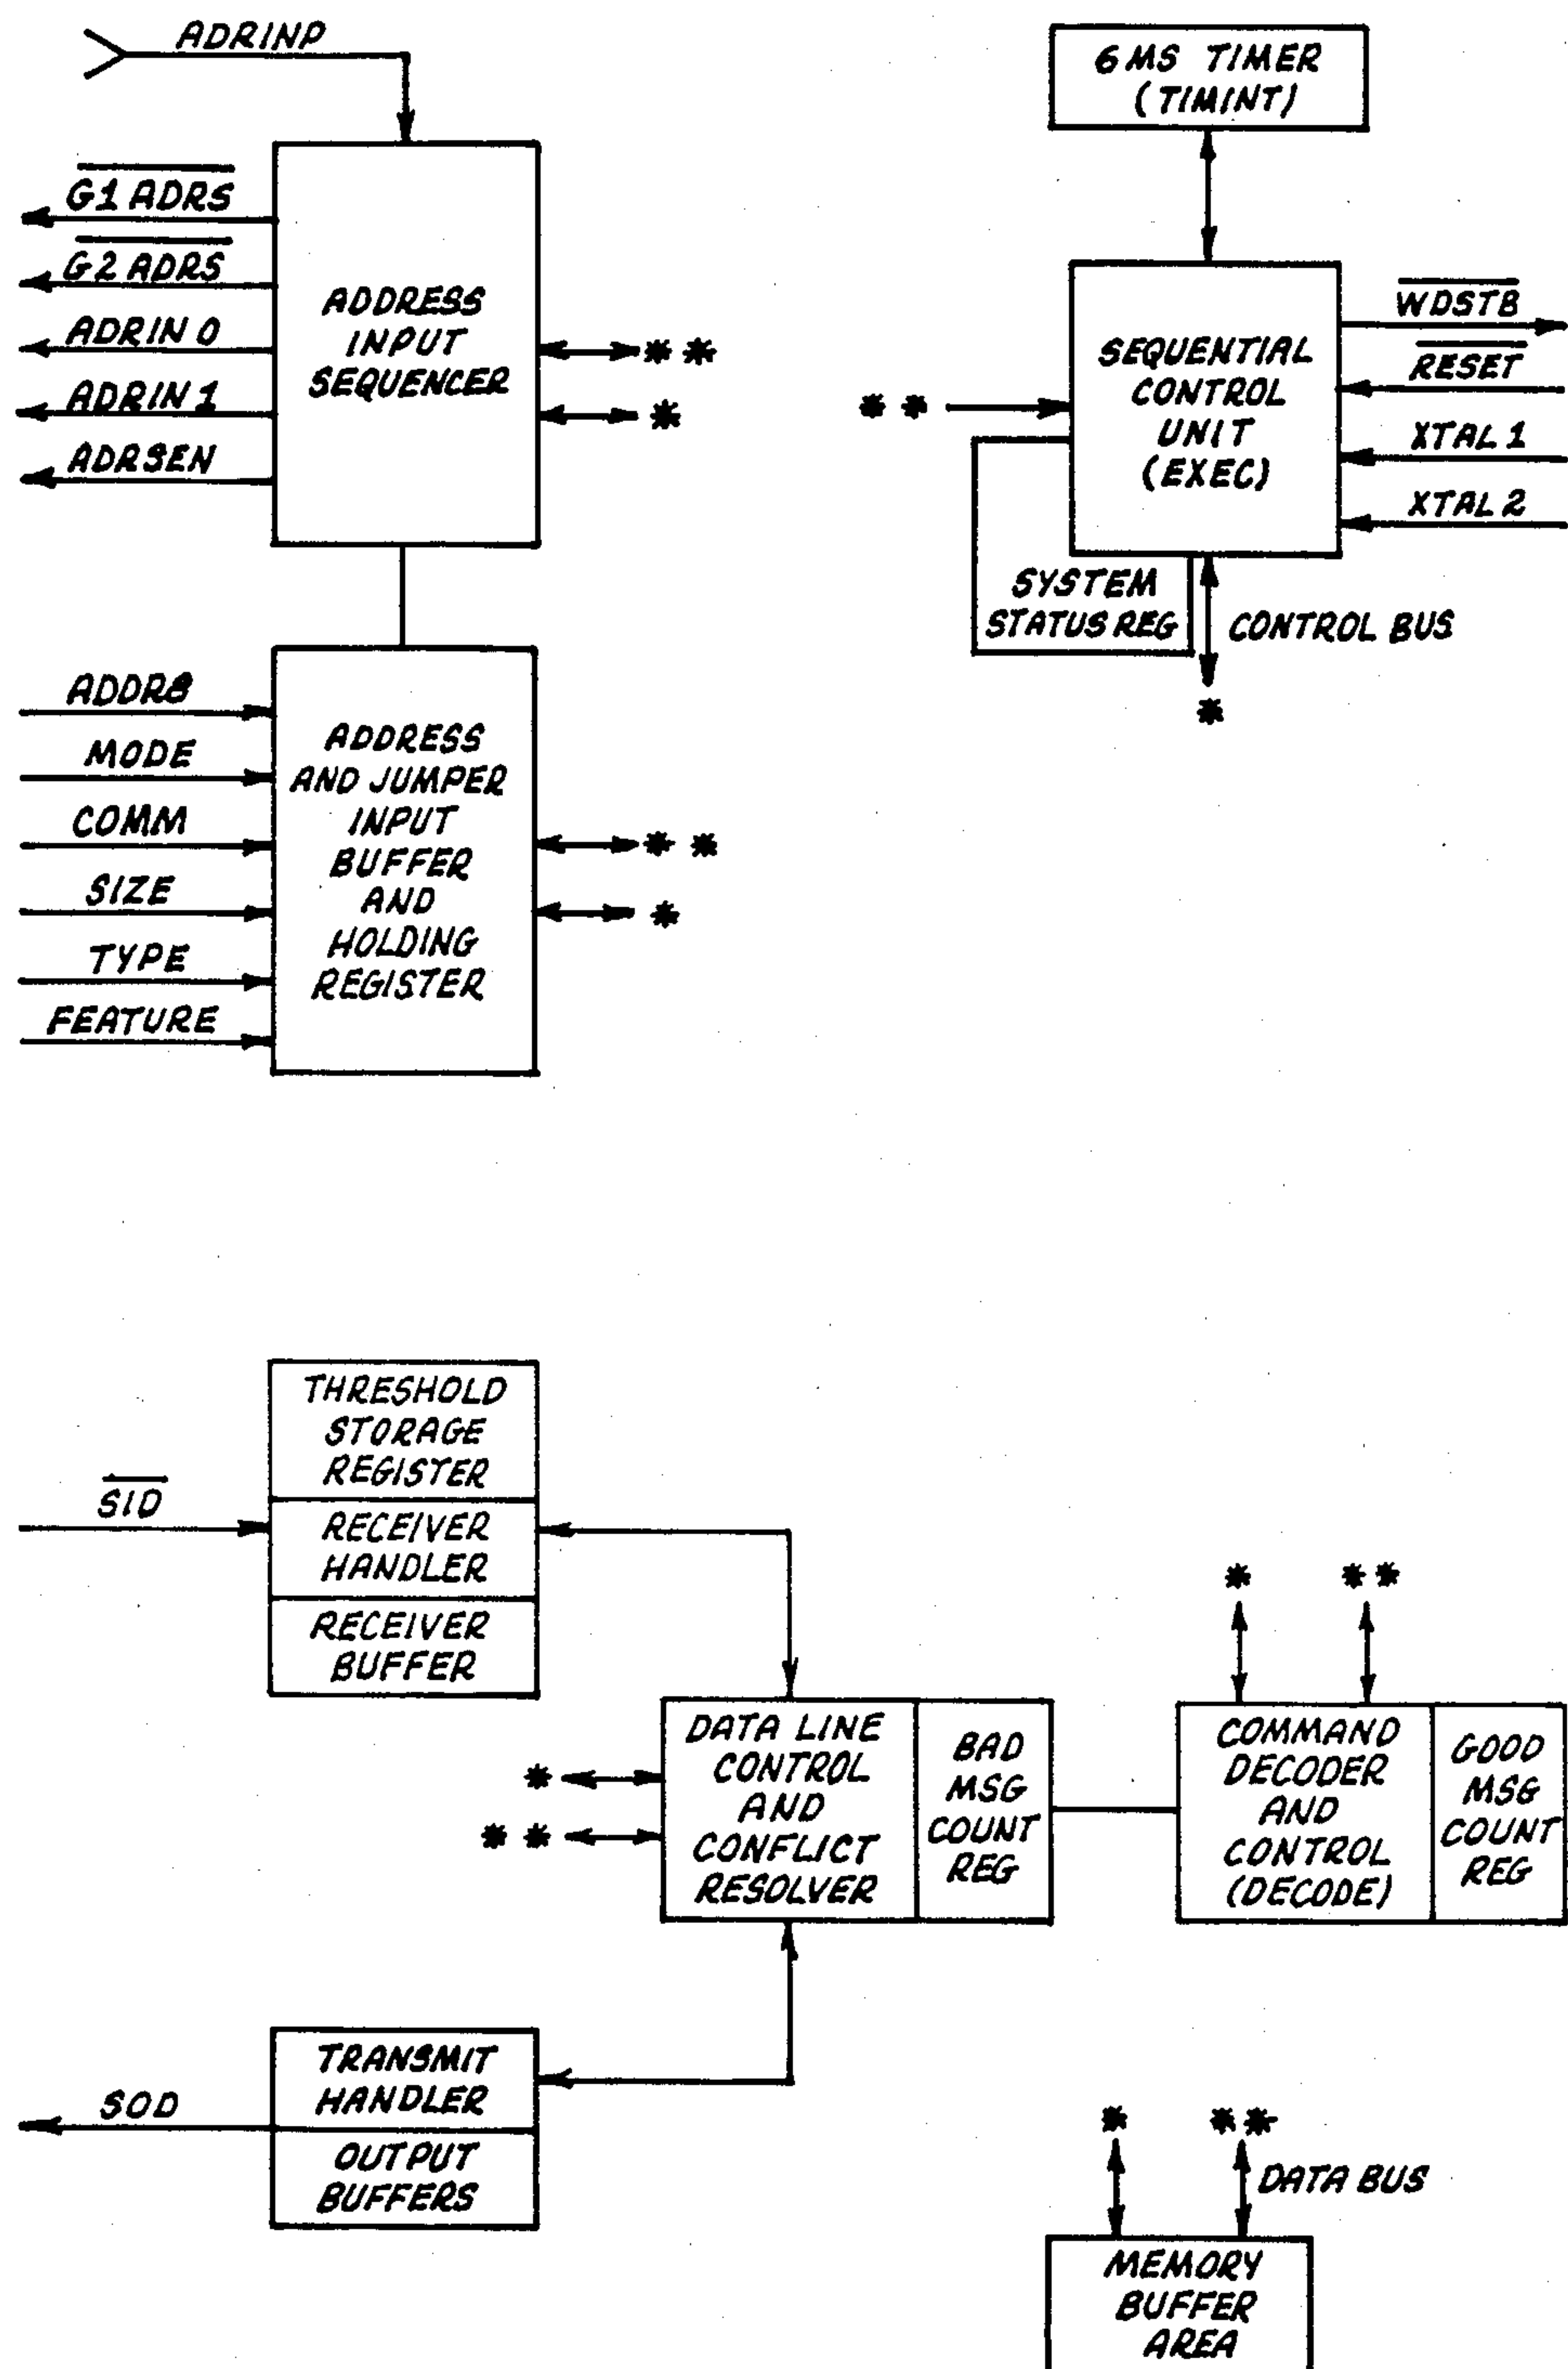 ADRINP
G1 ADRS
G2 ADRS
ADRIN 0
ADRIN 1
ADRSEN
ADDRESS
INPUT
SEQUENCER
* *
*
6 MS TIMER
(TIMINT)
* *
SEQUENTIAL
CONTROL
UNIT
(EXEC)
WDSTB
RESET
XTAL 1
XTAL 2
SYSTEM
STATUS REG
CONTROL BUS
*
ADDR8
MODE
COMM
SIZE
TYPE
FEATURE
ADDRESS
AND JUMPER
INPUT
BUFFER
AND
HOLDING
REGISTER
* *
*
SID
THRESHOLD
STORAGE
REGISTER
RECEIVER
HANDLER
RECEIVER
BUFFER
*
* *
DATA LINE
CONTROL
AND
CONFLICT
RESOLVER
BAD
MSG
COUNT
REG
* **
COMMAND
DECODER
AND
CONTROL
(DECODE)
GOOD
MSG
COUNT
REG
SOD
TRANSMIT
HANDLER
OUTPUT
BUFFERS
* **
DATA BUS
MEMORY
BUFFER
AREA